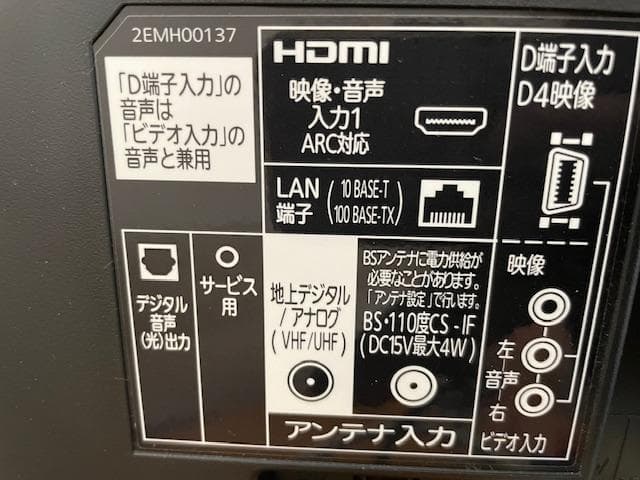 2EMH00137
「D端子入力」の
音声は
「ビデオ入力」の
音声と兼用
HDMI
映像・音声
入力1
ARC対応
LAN
端子
(10 BASE-T
100 BASE-TX)
D端子入力
D4映像
デジタル
音声
(光)出力
サービス
用
地上デジタル
/アナログ
(VHF/UHF)
BSアンテナに電力供給が
必要なことがあります。
「アンテナ設定」で行います。
BS・110度CS-IF
(DC15V最大4W)
アンテナ入力
映像
左
音声
右
ビデオ入力